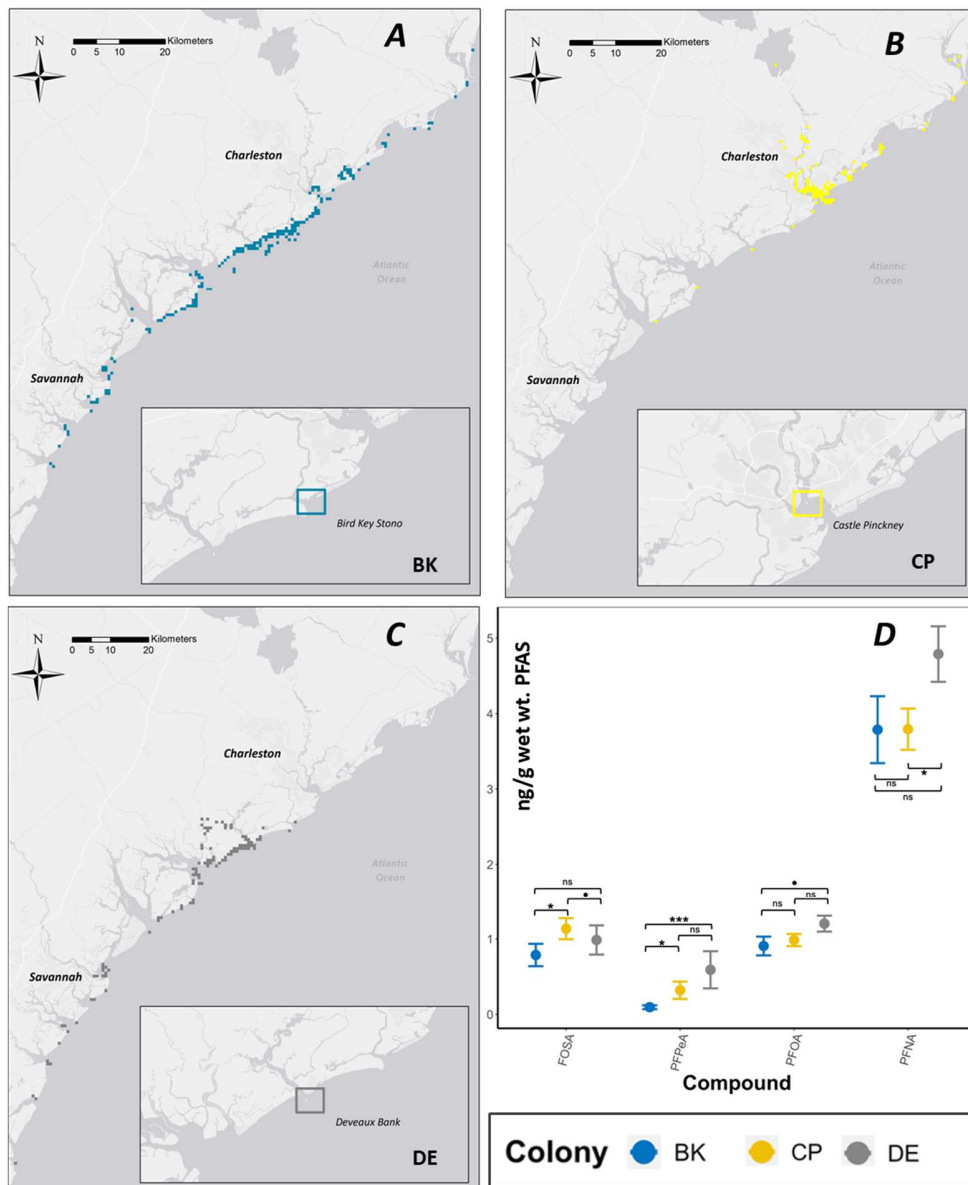 A
N
Kilometers
0 5 10 20
Charleston
Atlantic
Ocean
Savannah
Bird Key Stono
BK
B
N
Kilometers
0 5 10 20
Charleston
Atlantic
Ocean
Savannah
Castle Pinckney
CP
C
N
Kilometers
0 5 10 20
Charleston
Atlantic
Ocean
Savannah
Deveaux Bank
DE
D
ng/g wet wt. PFAS
5
4
3
2
1
0
ns
*
•
***
ns
*
•
ns
ns
*
ns
ns
FOSA
PFPeA
PFOA
PFNA
Compound
Colony BK CP DE